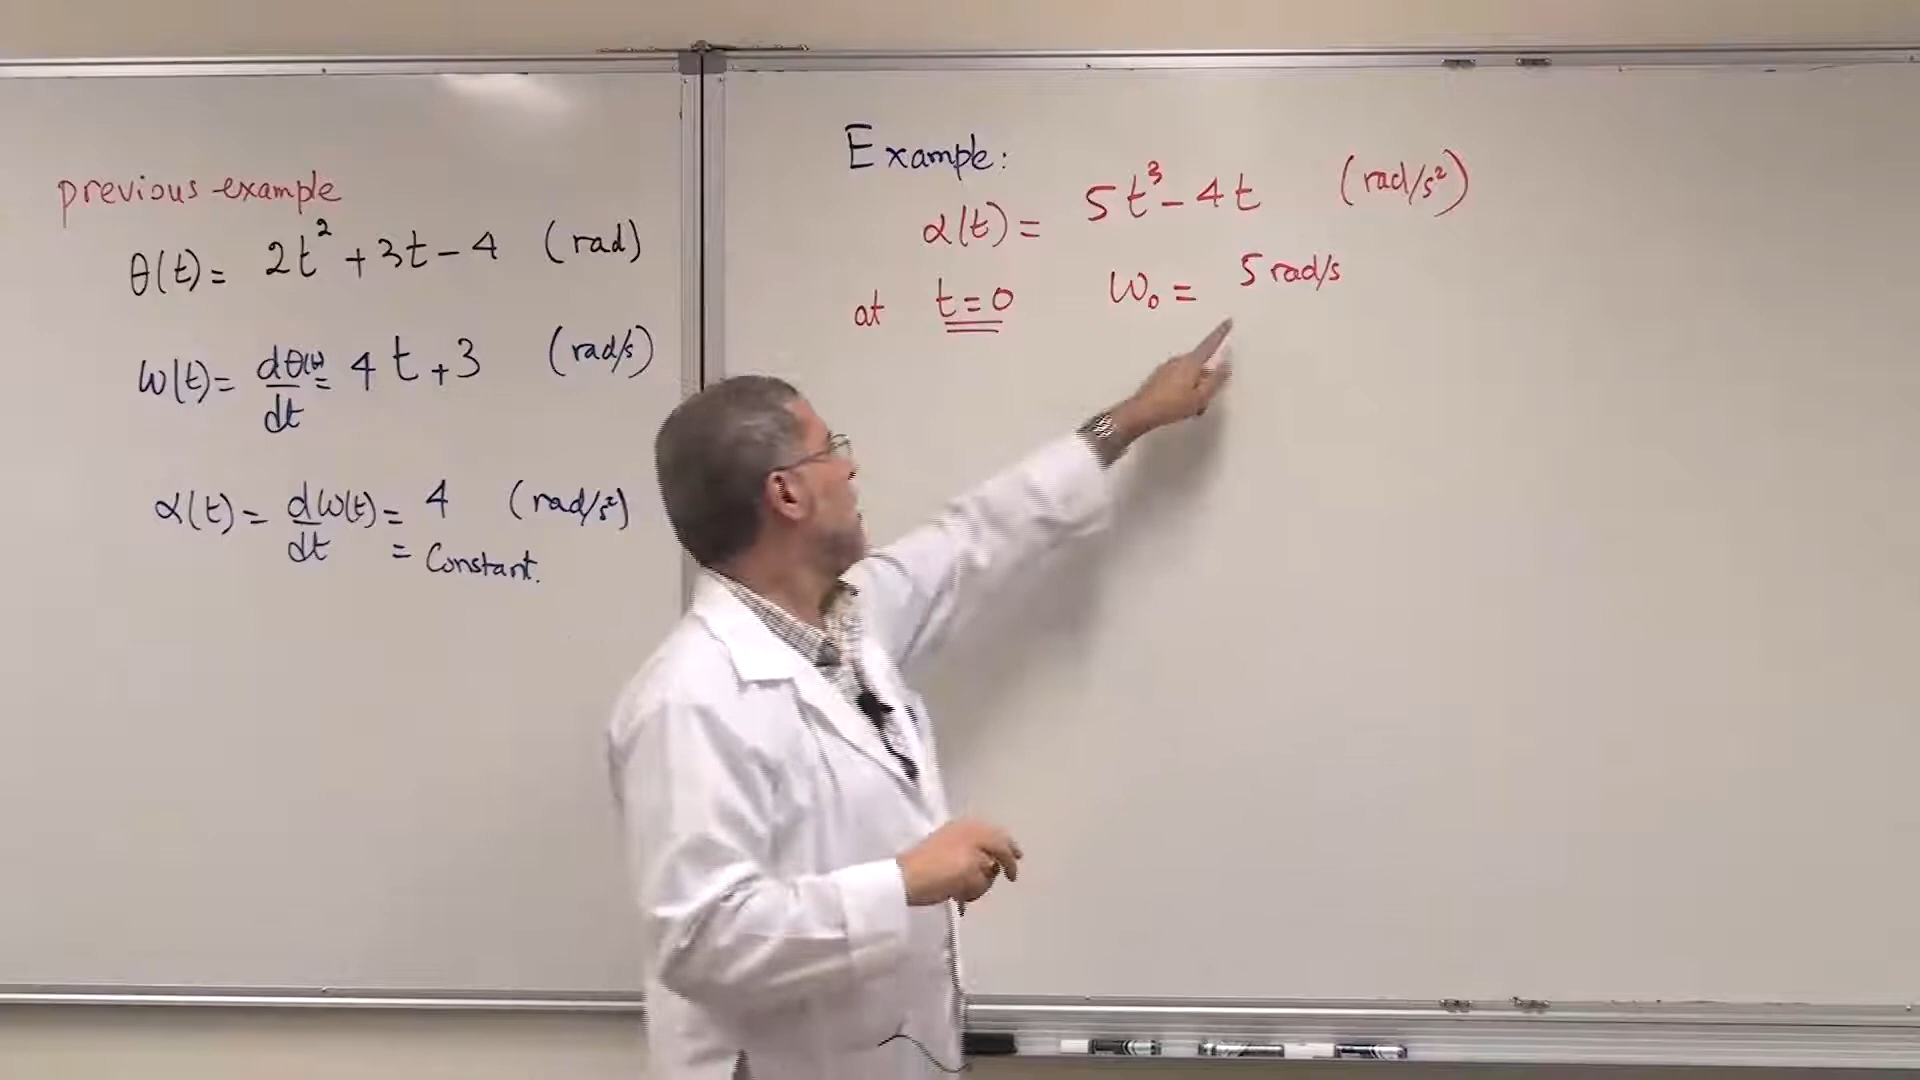 previous example
θ(t) = 2t² + 3t - 4 (rad)
ω(t) = dθ(t)/dt = 4t + 3 (rad/s)
α(t) = dω(t)/dt = 4 (rad/s²)
= Constant.
Example:
α(t) = 5t³ - 4t (rad/s²)
at t = 0 ω₀ = 5 rad/s